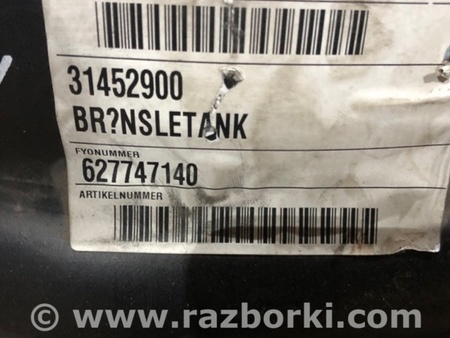 31452900
BR?NSLETANK
FYONUMMER
627747140
ARTIKELNUMMER
© www.razborki.com